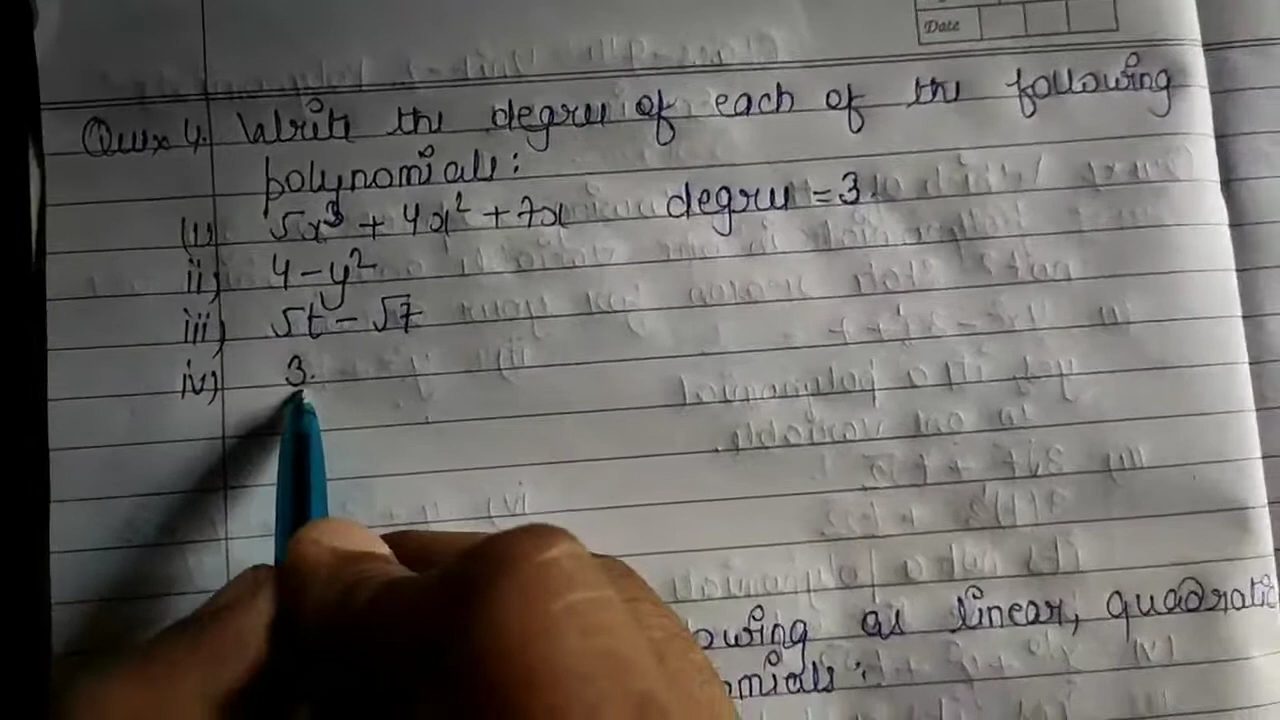 Date
Ques 4. Write the degree of each of the following
polynomials:
(i) 5x³ + 4x² + 7x degree = 3
ii) 4 - y²
iii) 5t - √7
iv) 3.
owing as linear, quadratic
omials: